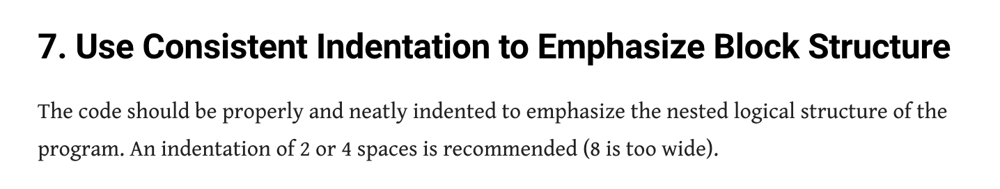 7. Use Consistent Indentation to Emphasize Block Structure
The code should be properly and neatly indented to emphasize the nested logical structure of the
program. An indentation of 2 or 4 spaces is recommended (8 is too wide).